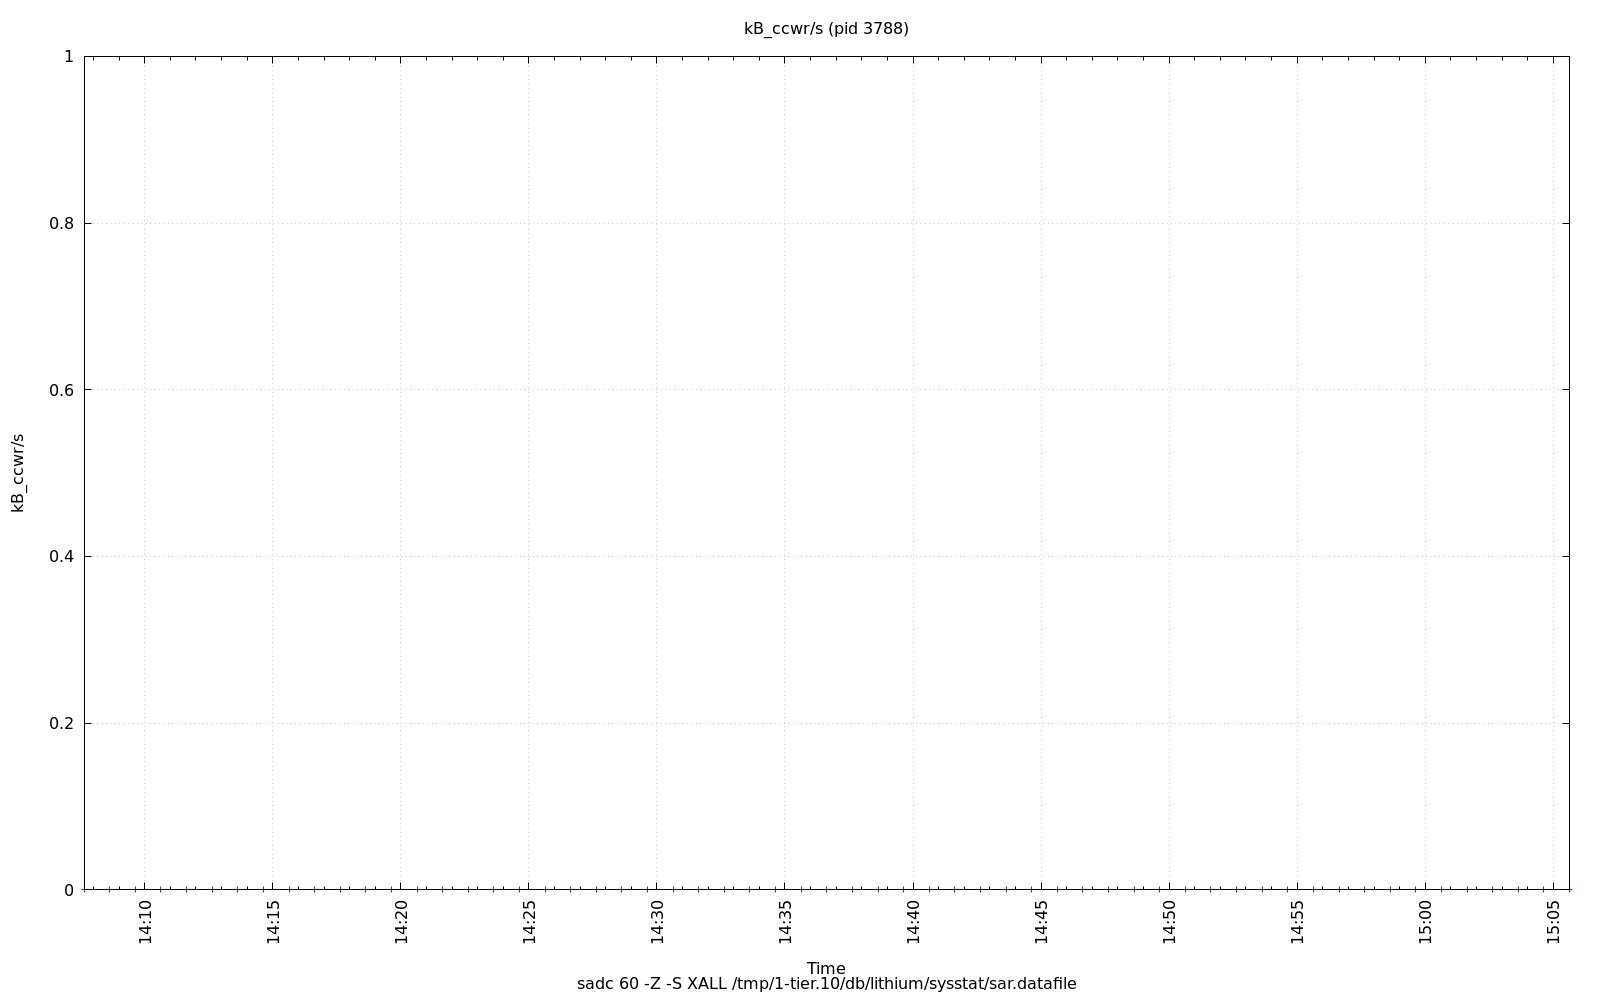 kB_ccwr/s (pid 3788)
1
0.8
0.6
0.4
0.2
0
kB_ccwr/s
14:10 14:15 14:20 14:25 14:30 14:35 14:40 14:45 14:50 14:55 15:00 15:05
Time
sadc 60 -Z -S XALL /tmp/1-tier.10/db/lithium/sysstat/sar.datafile